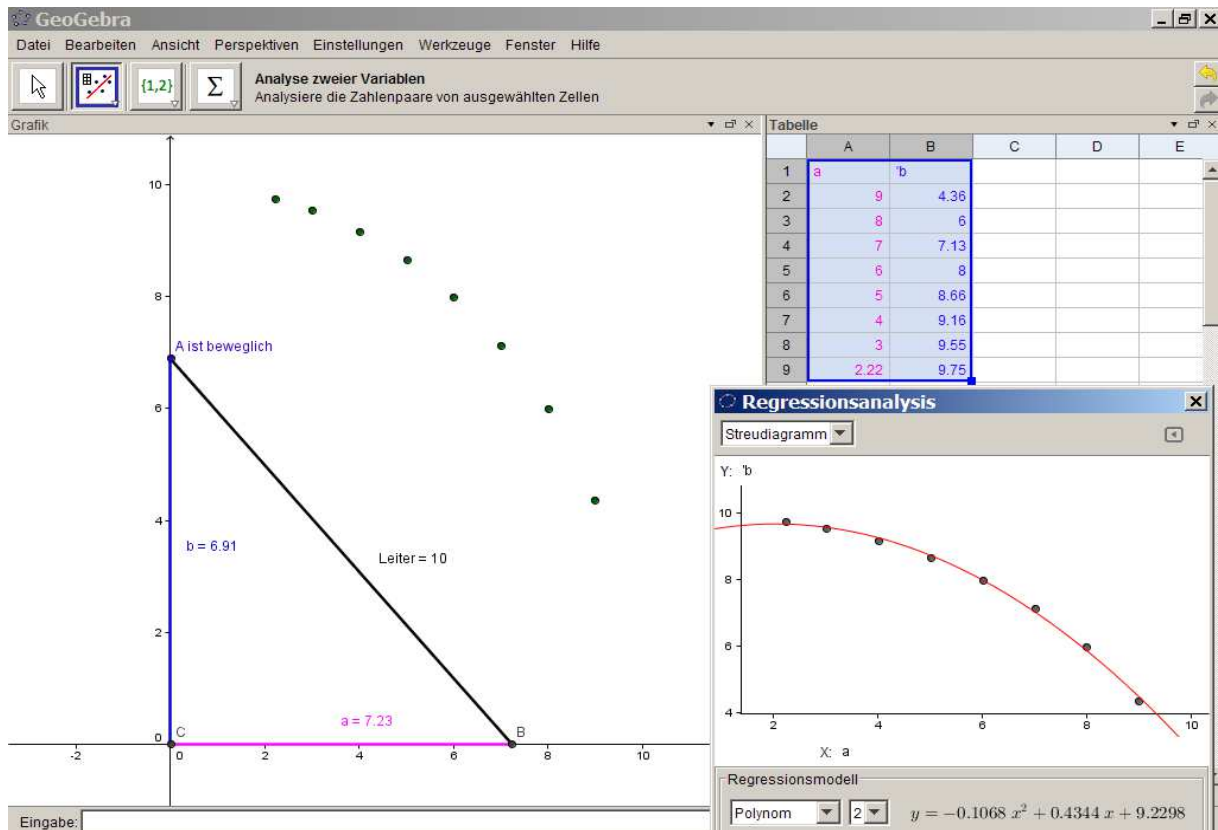 GeoGebra
Datei Bearbeiten Ansicht Perspektiven Einstellungen Werkzeuge Fenster Hilfe
{1,2} Σ
Analyse zweier Variablen
Analysiere die Zahlenpaare von ausgewählten Zellen
Grafik
10
8
6
4
2
0
-2 0 2 4 6 8 10
A ist beweglich
b = 6.91
Leiter = 10
a = 7.23
C
B
Tabelle
A B C D E
1 a 'b
2 9 4.36
3 8 6
4 7 7.13
5 6 8
6 5 8.66
7 4 9.16
8 3 9.55
9 2.22 9.75
Regressionsanalysis
Streudiagramm
Y: 'b
10
8
6
4
2 4 6 8 10
X: a
Regressionsmodell
Polynom 2 y = −0.1068 x² + 0.4344 x + 9.2298
Eingabe: